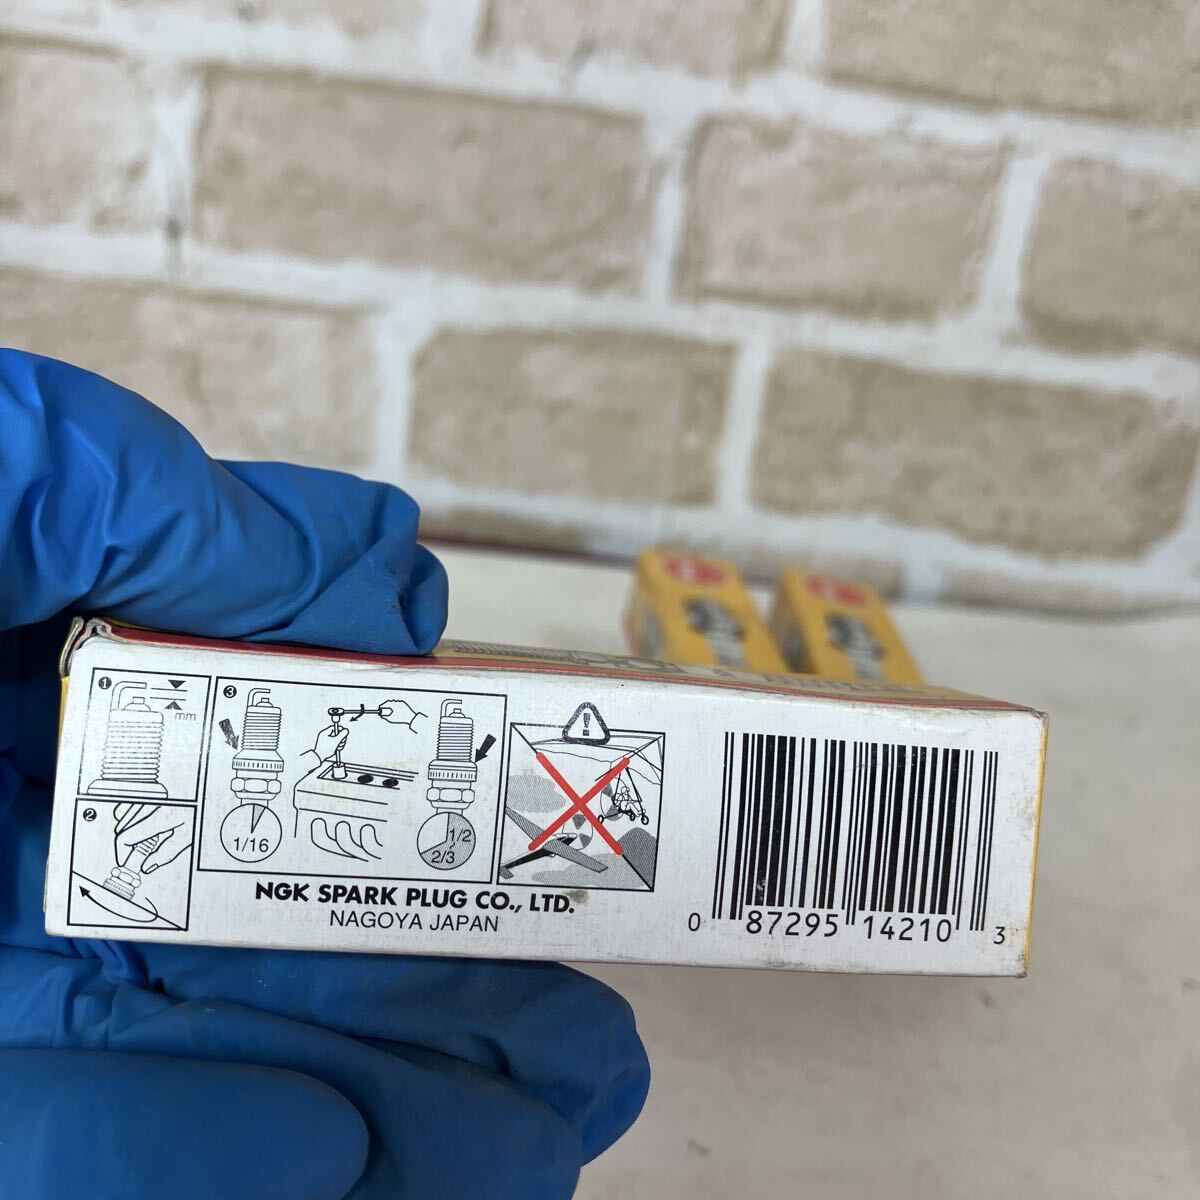 1
mm
2
3
1/16
1/2
2/3
!
NGK SPARK PLUG CO., LTD.
NAGOYA JAPAN
0 87295 14210 3